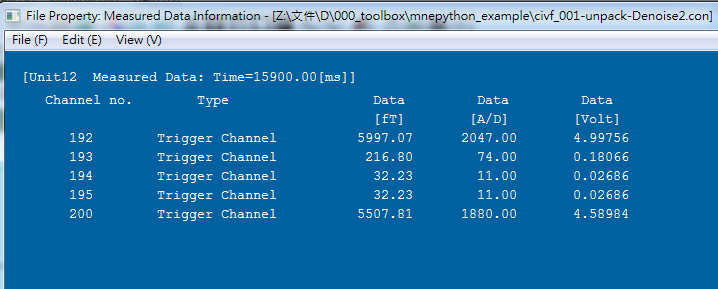 File Property: Measured Data Information - [Z:\文件\D\000_toolbox\mnepython_example\civf_001-unpack-Denoise2.con]
File (F) Edit (E) View (V)
[Unit12 Measured Data: Time=15900.00[ms]]
Channel no. Type Data Data Data
[fT] [A/D] [Volt]
192 Trigger Channel 5997.07 2047.00 4.99756
193 Trigger Channel 216.80 74.00 0.18066
194 Trigger Channel 32.23 11.00 0.02686
195 Trigger Channel 32.23 11.00 0.02686
200 Trigger Channel 5507.81 1880.00 4.58984